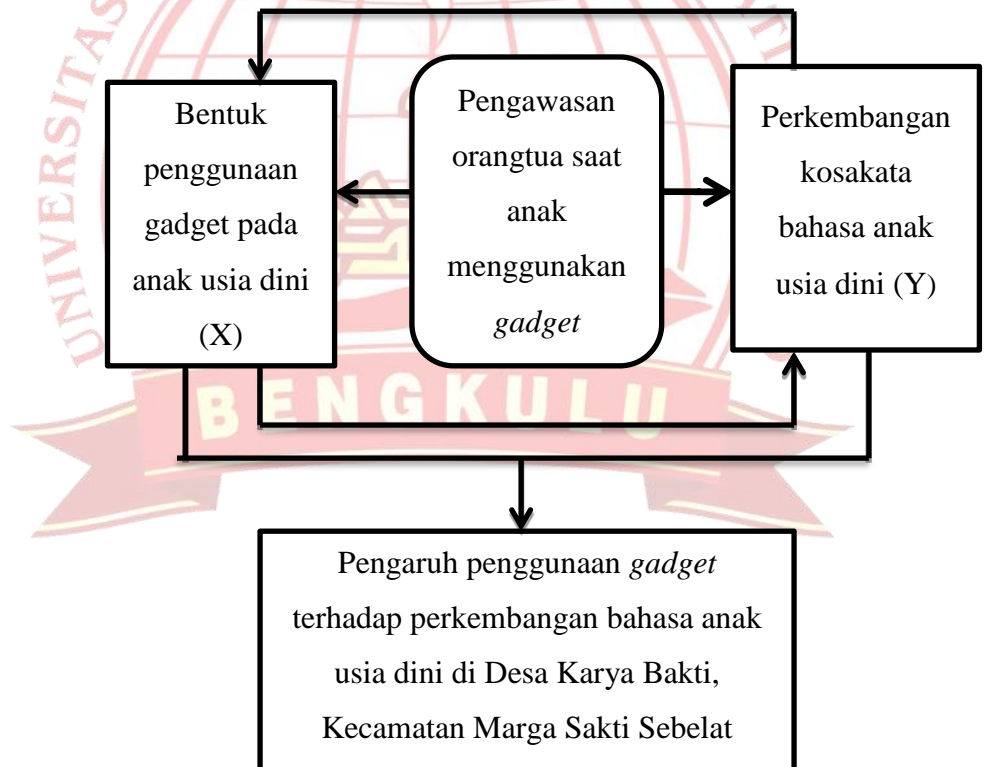 UNIVERSITAS
Bentuk
penggunaan
gadget pada
anak usia dini
(X)
Pengawasan
orangtua saat
anak
menggunakan
gadget
Perkembangan
kosakata
bahasa anak
usia dini (Y)
BENGKULU
Pengaruh penggunaan gadget
terhadap perkembangan bahasa anak
usia dini di Desa Karya Bakti,
Kecamatan Marga Sakti Sebelat